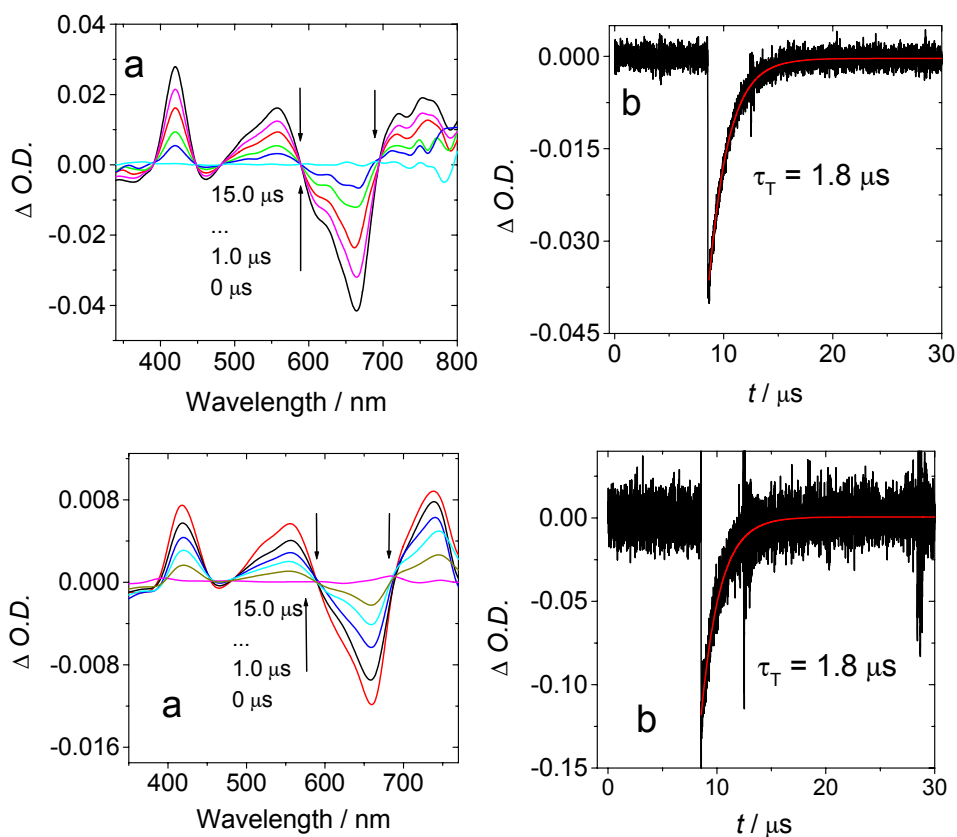 a
0.04
0.02
0.00
-0.02
-0.04
Δ O.D.
15.0 μs
...
1.0 μs
0 μs
400 500 600 700 800
Wavelength / nm
b
0.000
-0.015
-0.030
-0.045
Δ O.D.
τT = 1.8 μs
0 10 20 30
t / μs
0.008
0.000
-0.008
-0.016
Δ O.D.
15.0 μs
...
1.0 μs
0 μs
a
400 500 600 700
Wavelength / nm
0.00
-0.05
-0.10
-0.15
Δ O.D.
τT = 1.8 μs
b
0 10 20 30
t / μs